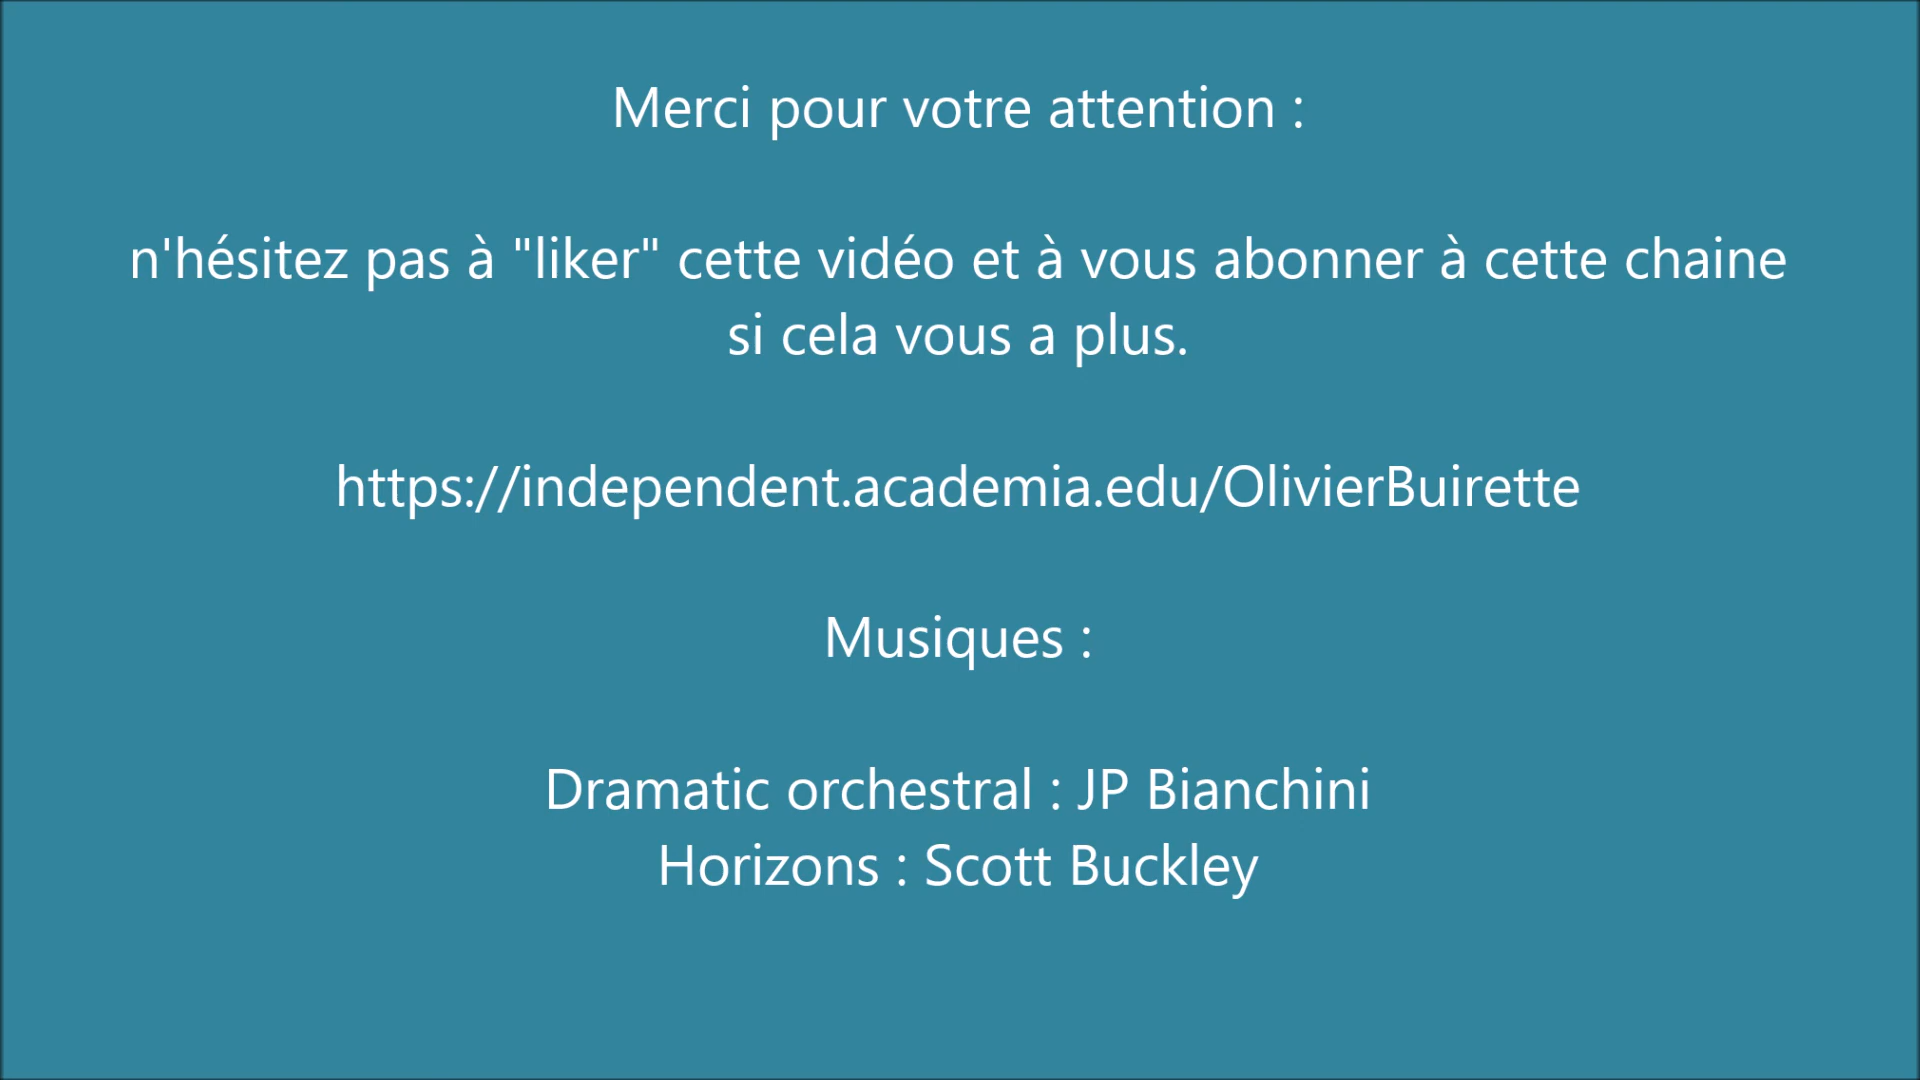 Merci pour votre attention :
n'hésitez pas à "liker" cette vidéo et à vous abonner à cette chaine
si cela vous a plus.
https://independent.academia.edu/OlivierBuirette
Musiques :
Dramatic orchestral : JP Bianchini
Horizons : Scott Buckley